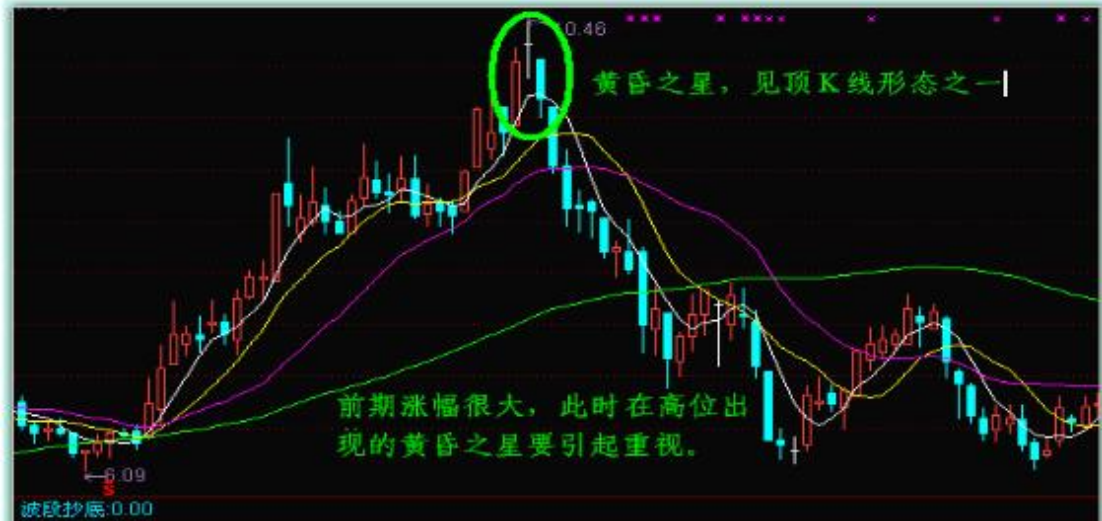 10.46
黄昏之星，见顶K线形态之一
前期涨幅很大，此时在高位出
现的黄昏之星要引起重视。
6.09
S
波段抄底:0.00